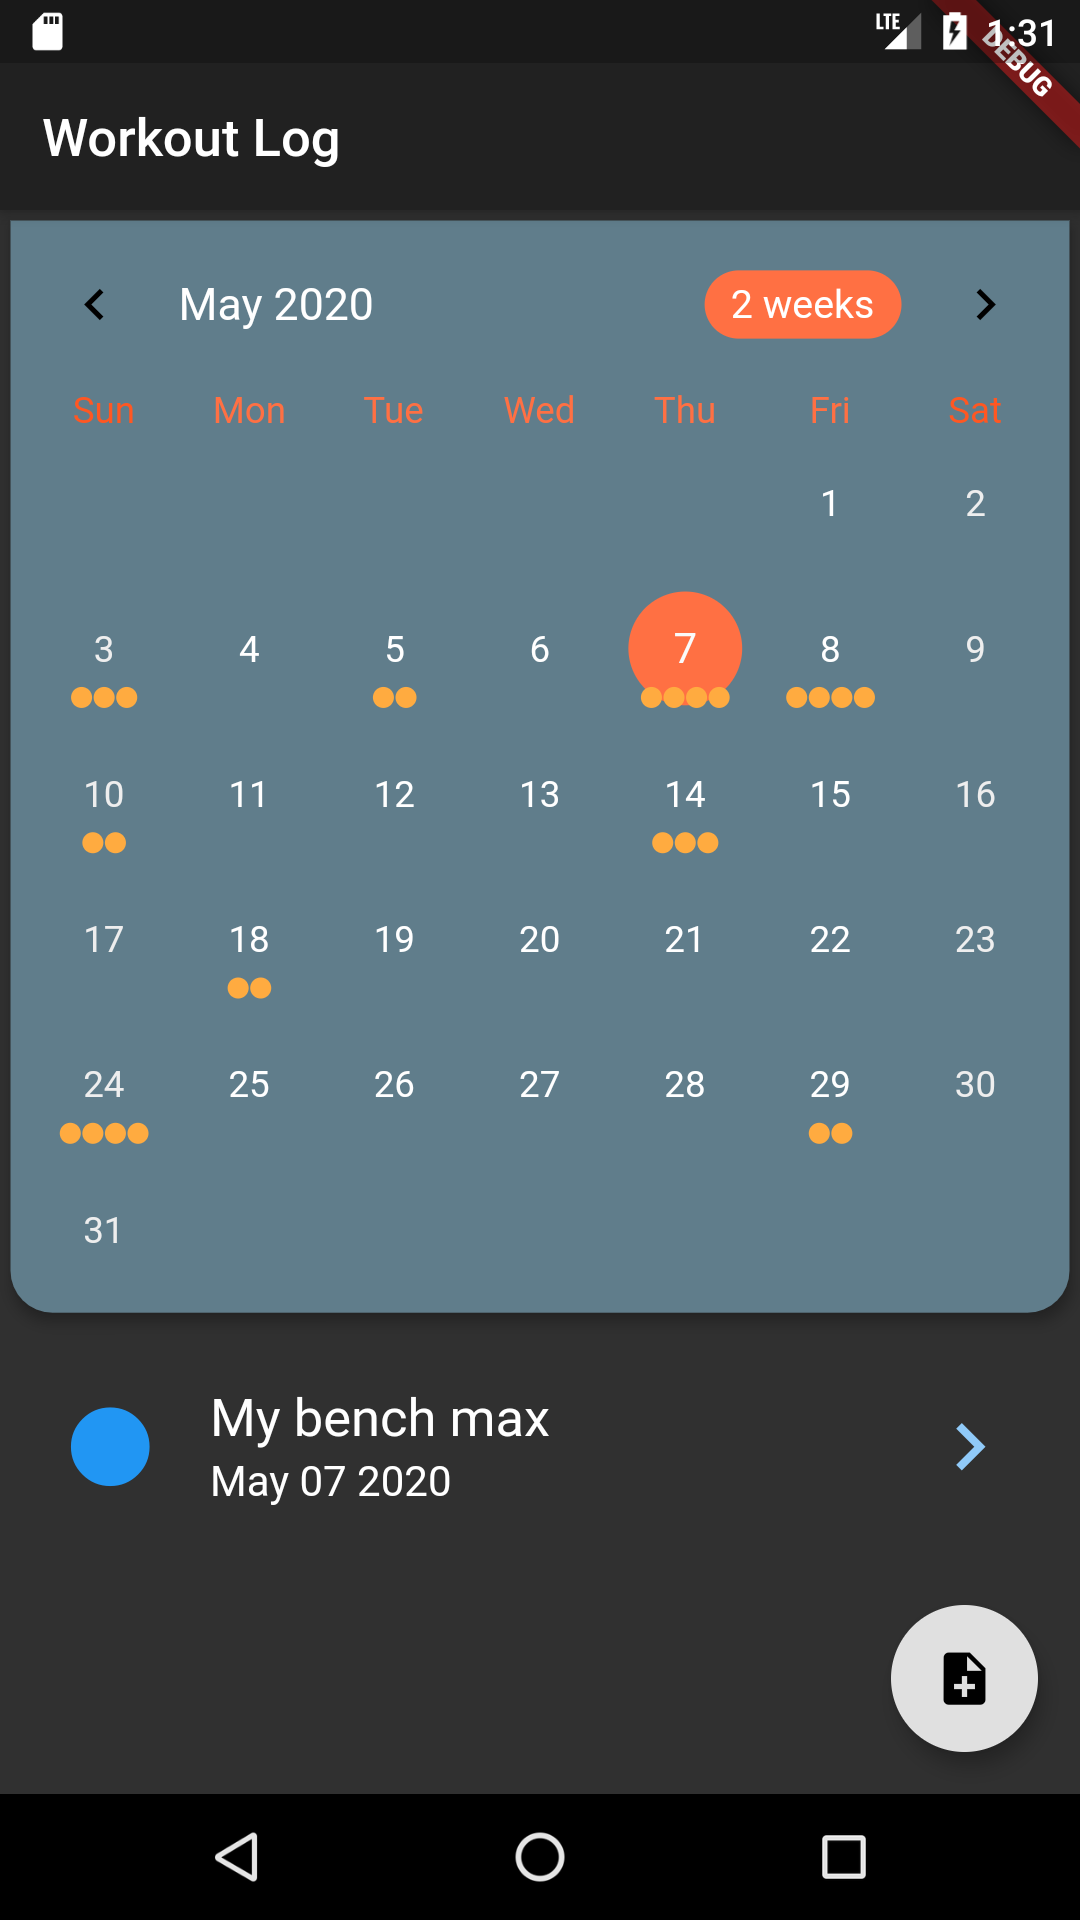 LTE 1:31
DEBUG
Workout Log
May 2020 2 weeks
Sun Mon Tue Wed Thu Fri Sat
1 2
3 4 5 6 7 8 9
10 11 12 13 14 15 16
17 18 19 20 21 22 23
24 25 26 27 28 29 30
31
My bench max
May 07 2020